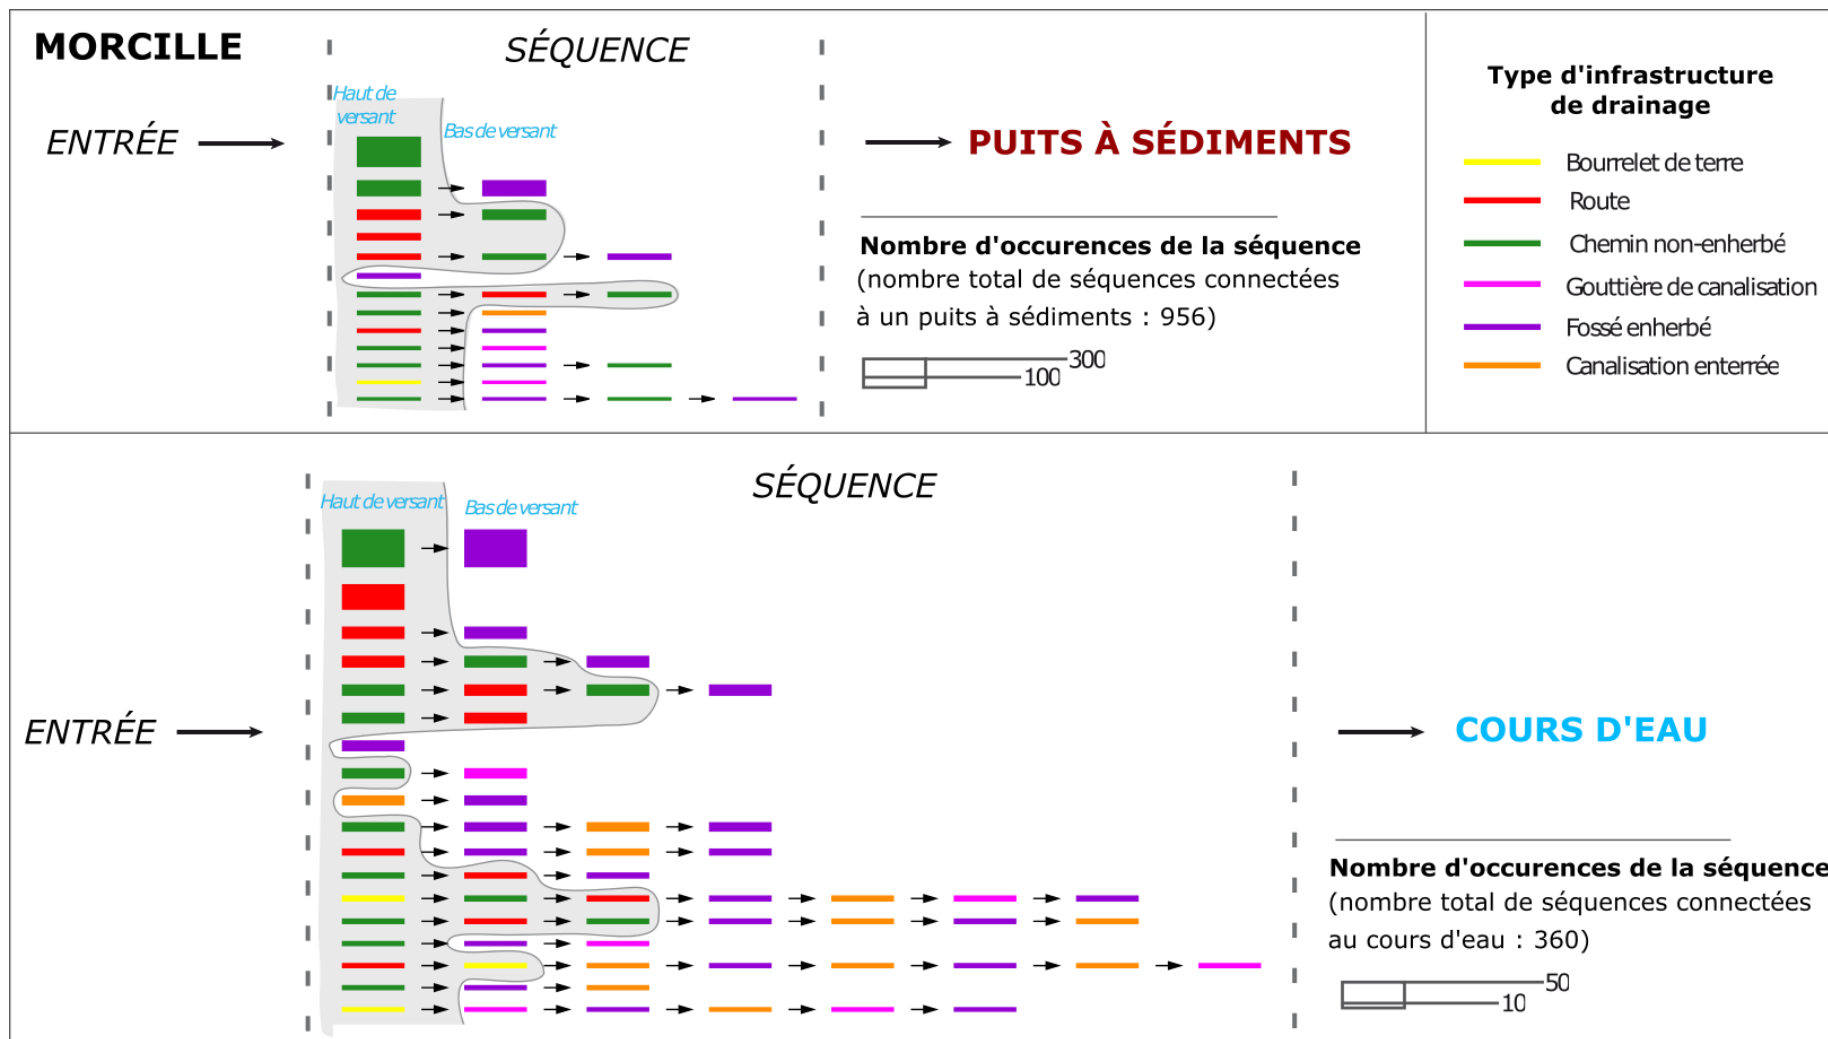 MORCILLE
SÉQUENCE
Haut de
versant
Bas de versant
ENTRÉE
PUITS À SÉDIMENTS
Nombre d'occurences de la séquence
(nombre total de séquences connectées
à un puits à sédiments : 956)
300
100
Type d'infrastructure
de drainage
Bourrelet de terre
Route
Chemin non-enherbé
Gouttière de canalisation
Fossé enherbé
Canalisation enterrée
SÉQUENCE
Haut de versant
Bas de versant
ENTRÉE
COURS D'EAU
Nombre d'occurences de la séquence
(nombre total de séquences connectées
au cours d'eau : 360)
50
10